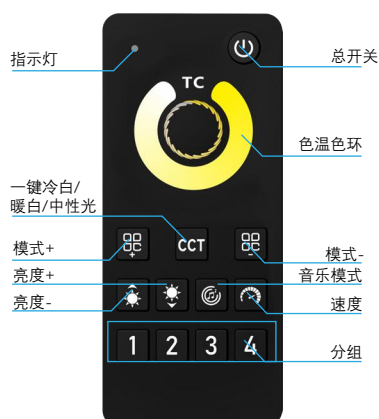 指示灯
总开关
TC
色温色环
一键冷白/
暖白/中性光
模式+
CCT
模式-
亮度+
音乐模式
亮度-
速度
1 2 3 4
分组